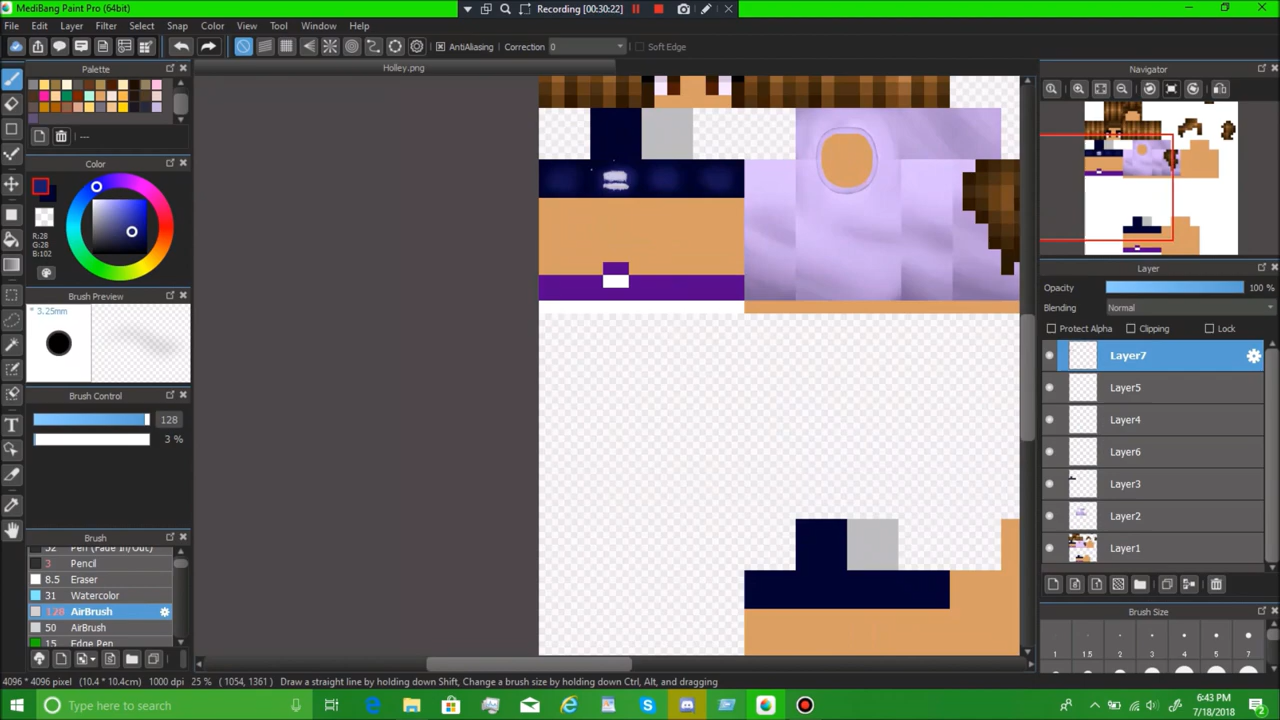 MediBang Paint Pro (64bit)
Recording [00:30:22]
File Edit Layer Filter Select Snap Color View Tool Window Help
AntiAliasing Correction 0 Soft Edge
Palette
Holley.png
Navigator
---
Color
R:28
G:28
B:102
Brush Preview
* 3.25mm
Brush Control
128
3 %
Brush
52 Pen (Fade In/Out)
3 Pencil
8.5 Eraser
31 Watercolor
128 AirBrush
50 AirBrush
15 Edge Pen
Layer
Opacity 100 %
Blending Normal
Protect Alpha Clipping Lock
Layer7
Layer5
Layer4
Layer6
Layer3
Layer2
Layer1
Brush Size
1 1.5 2 3 4 5 7
4096 * 4096 pixel (10.4 * 10.4cm) 1000 dpi 25 % ( 1054, 1361 ) Draw a straight line by holding down Shift, Change a brush size by holding down Ctrl, Alt, and dragging
Type here to search
6:43 PM
7/18/2018
2